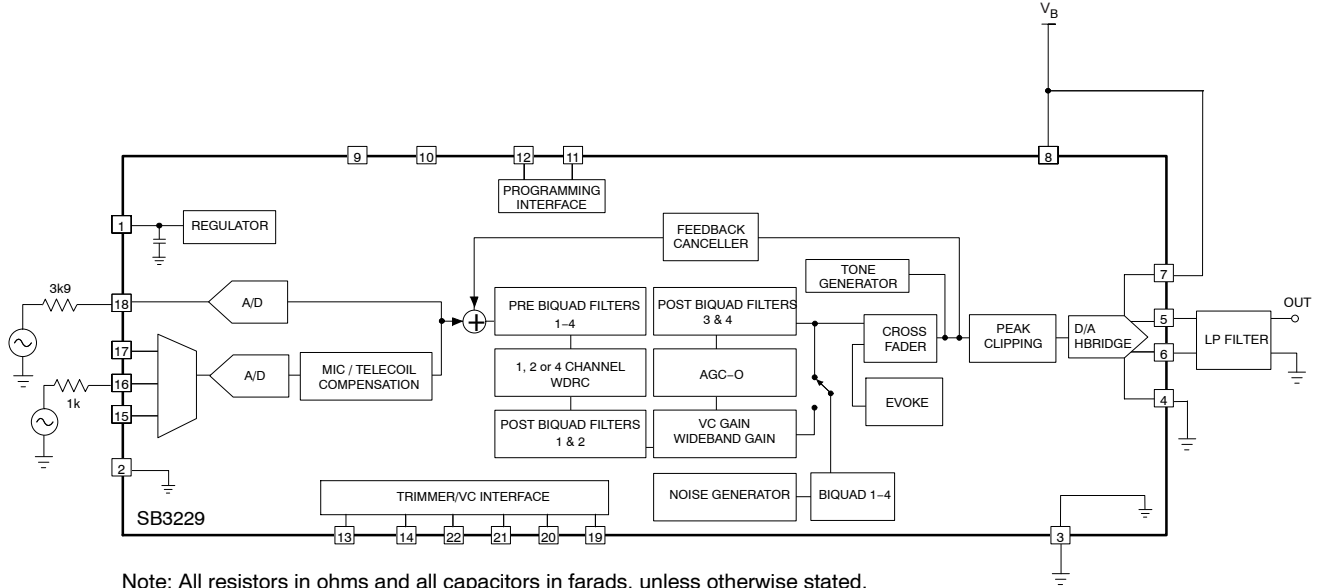 VB
9
10
12
11
8
PROGRAMMING
INTERFACE
1
REGULATOR
FEEDBACK
CANCELLER
TONE
GENERATOR
7
3k9
18
A/D
PRE BIQUAD FILTERS
1–4
POST BIQUAD FILTERS
3 & 4
CROSS
FADER
PEAK
CLIPPING
D/A
HBRIDGE
5
6
LP FILTER
OUT
17
16
15
1k
A/D
MIC / TELECOIL
COMPENSATION
1, 2 or 4 CHANNEL
WDRC
AGC–O
EVOKE
4
POST BIQUAD FILTERS
1 & 2
VC GAIN
WIDEBAND GAIN
2
TRIMMER/VC INTERFACE
NOISE GENERATOR
BIQUAD 1–4
SB3229
13
14
22
21
20
19
3
Note: All resistors in ohms and all capacitors in farads, unless otherwise stated.